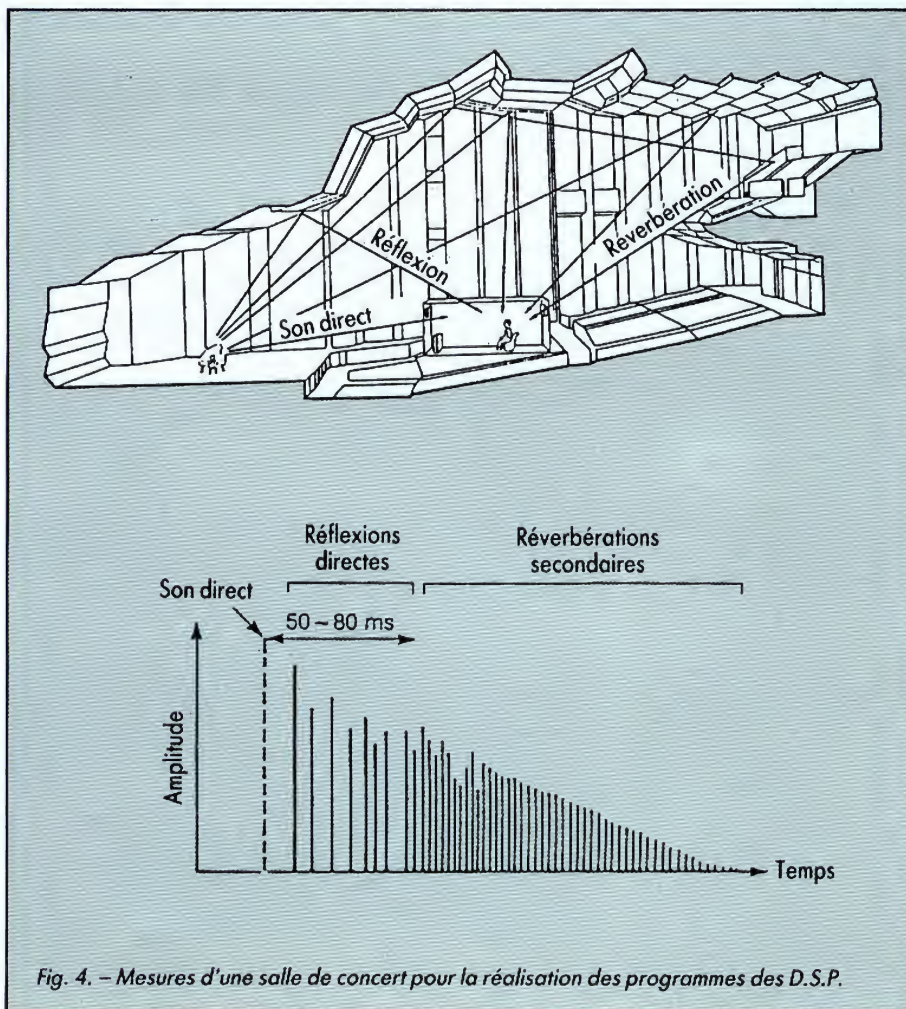 Réflexion
Réverbération
Son direct
Réflexions
directes
Réverbérations
secondaires
Son direct
50 ~ 80 ms
Amplitude
Temps
Fig. 4. – Mesures d'une salle de concert pour la réalisation des programmes des D.S.P.